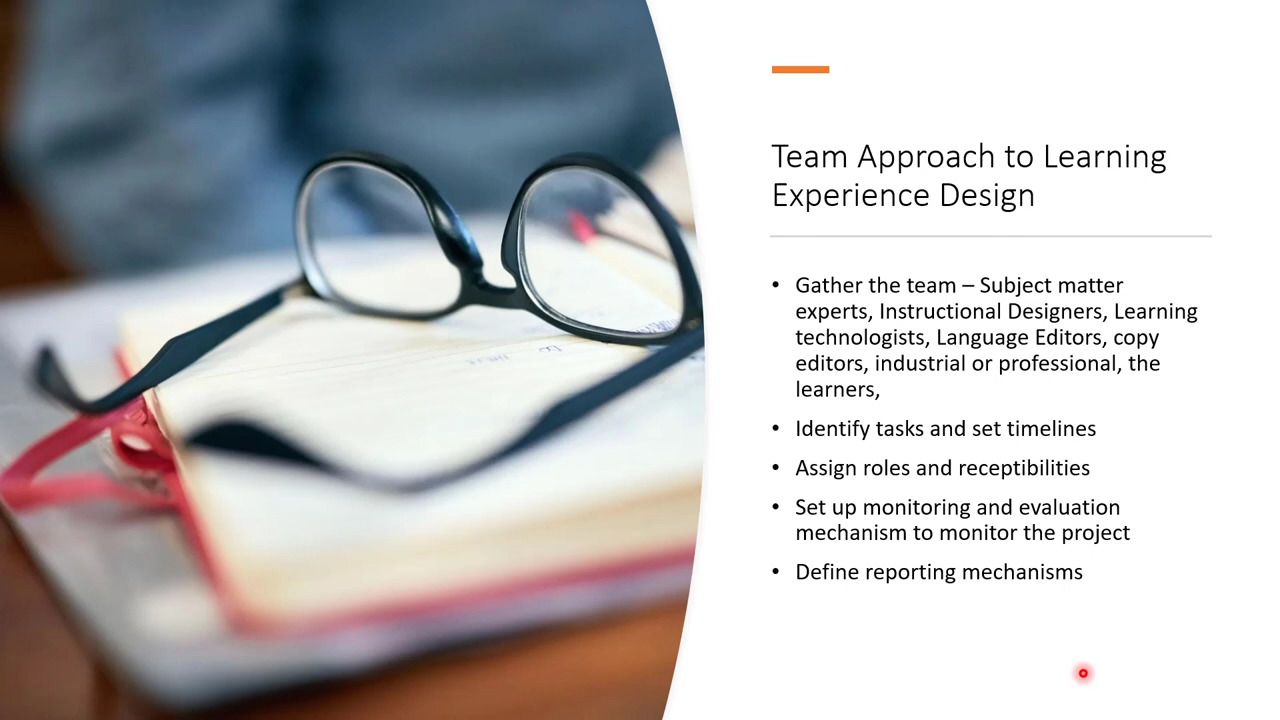 Team Approach to Learning
Experience Design
• Gather the team – Subject matter
experts, Instructional Designers, Learning
technologists, Language Editors, copy
editors, industrial or professional, the
learners,
• Identify tasks and set timelines
• Assign roles and receptibilities
• Set up monitoring and evaluation
mechanism to monitor the project
• Define reporting mechanisms